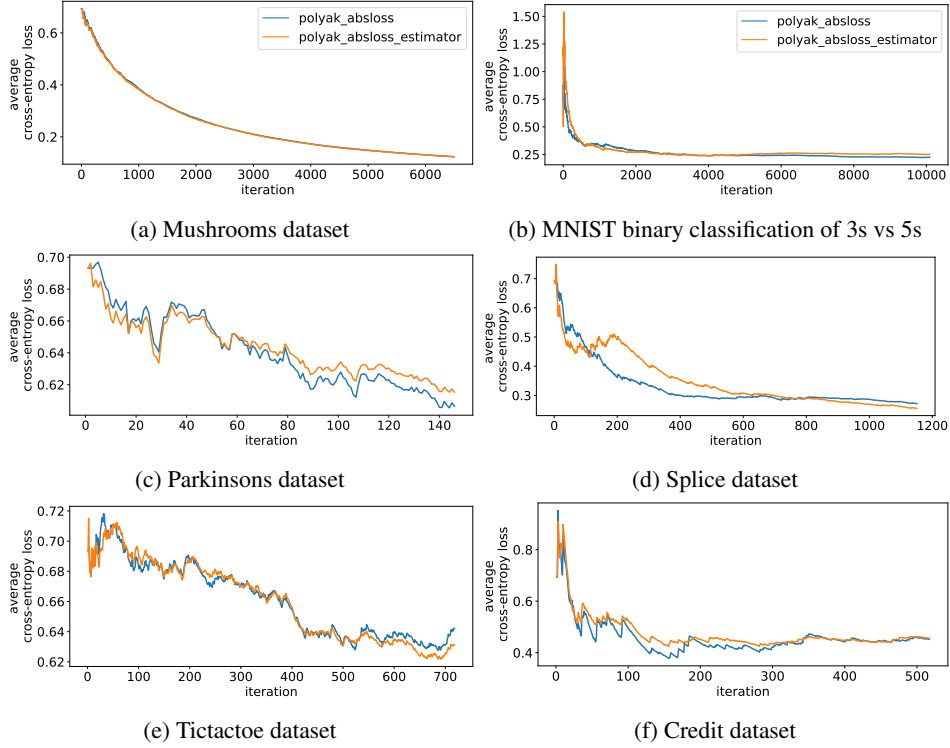 average
cross-entropy loss
0.6
0.4
0.2
polyak_absloss
polyak_absloss_estimator
0 1000 2000 3000 4000 5000 6000
iteration
(a) Mushrooms dataset
average
cross-entropy loss
1.50
1.25
1.00
0.75
0.50
0.25
polyak_absloss
polyak_absloss_estimator
0 2000 4000 6000 8000 10000
iteration
(b) MNIST binary classification of 3s vs 5s
average
cross-entropy loss
0.70
0.68
0.66
0.64
0.62
0 20 40 60 80 100 120 140
iteration
(c) Parkinsons dataset
average
cross-entropy loss
0.7
0.6
0.5
0.4
0.3
0 200 400 600 800 1000 1200
iteration
(d) Splice dataset
average
cross-entropy loss
0.72
0.70
0.68
0.66
0.64
0.62
0 100 200 300 400 500 600 700
iteration
(e) Tictactoe dataset
average
cross-entropy loss
0.8
0.6
0.4
0 100 200 300 400 500
iteration
(f) Credit dataset